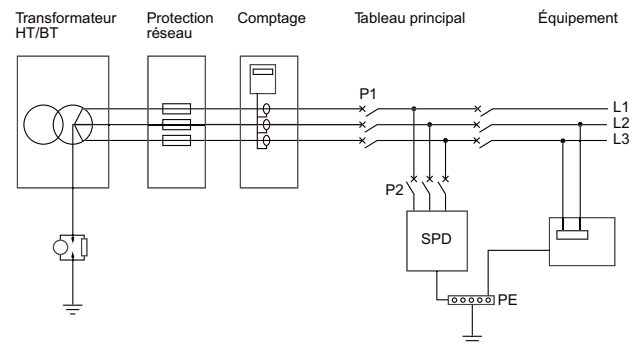 Transformateur
HT/BT
Protection
réseau
Comptage
Tableau principal
Équipement
P1
L1
L2
L3
P2
SPD
PE